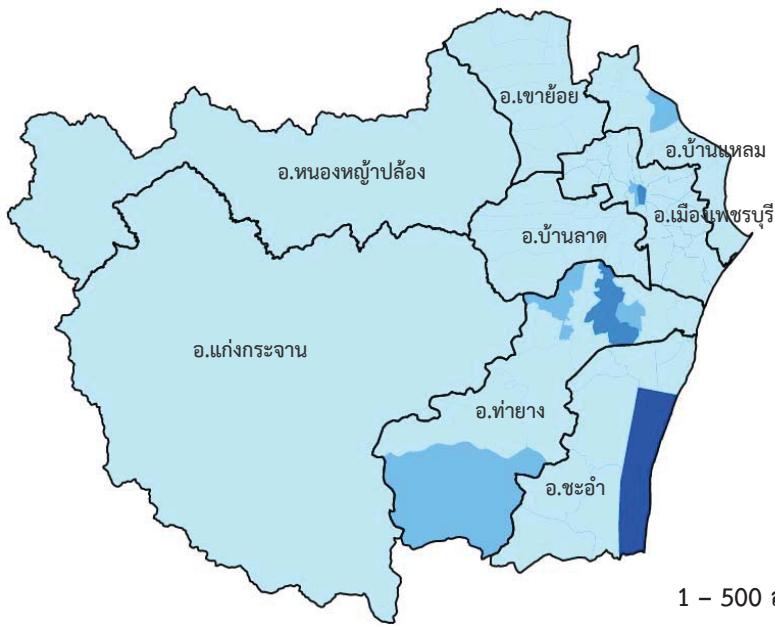 อ.เขาย้อย
อ.บ้านแหลม
อ.หนองหญ้าปล้อง
อ.เมืองเพชรบุรี
อ.บ้านลาด
อ.แก่งกระจาน
อ.ท่ายาง
อ.ชะอำ
1 – 500